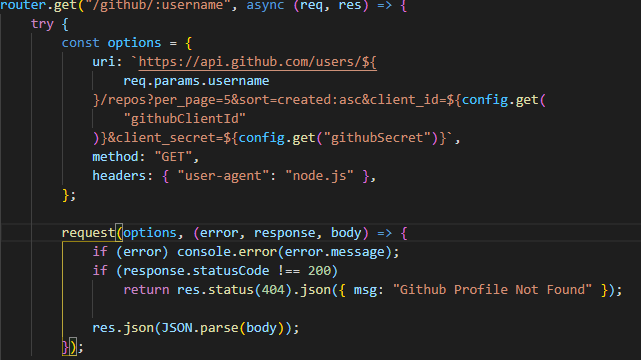 router.get("/github/:username", async (req, res) => {
try {
const options = {
uri: `https://api.github.com/users/${
req.params.username
}/repos?per_page=5&sort=created:asc&client_id=${config.get(
"githubClientId"
)}&client_secret=${config.get("githubSecret")}`,
method: "GET",
headers: { "user-agent": "node.js" },
};
request(options, (error, response, body) => {
if (error) console.error(error.message);
if (response.statusCode !== 200)
return res.status(404).json({ msg: "Github Profile Not Found" });
res.json(JSON.parse(body));
});